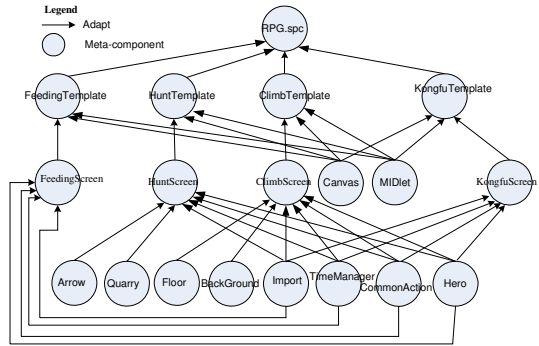 Legend
Adapt
Meta-component
RPG.spc
FeedingTemplate
HuntTemplate
ClimbTemplate
KongfuTemplate
FeedingScreen
HuntScreen
ClimbScreen
Canvas
MIDlet
KongfuScreen
Arrow
Quarry
Floor
BackGround
Import
TimeManager
CommonAction
Hero